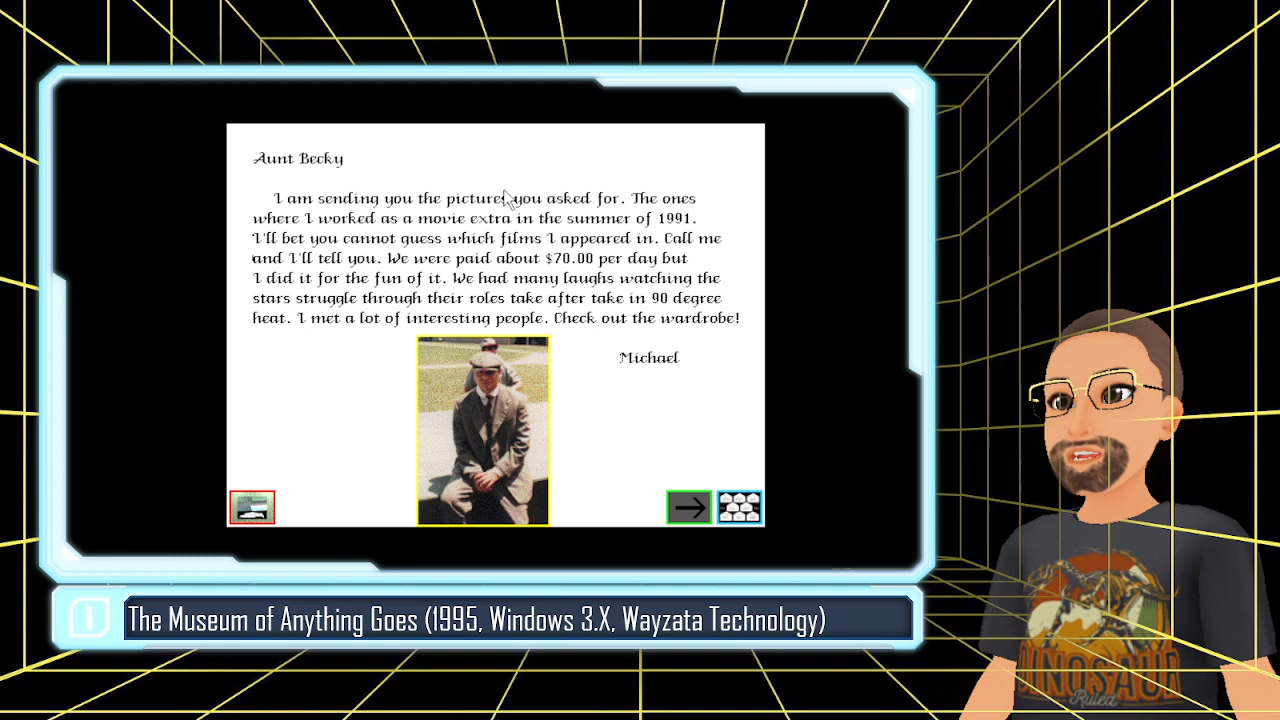 Aunt Becky
I am sending you the pictures you asked for. The ones
where I worked as a movie extra in the summer of 1991.
I'll bet you cannot guess which films I appeared in. Call me
and I'll tell you. We were paid about $70.00 per day but
I did it for the fun of it. We had many laughs watching the
stars struggle through their roles take after take in 90 degree
heat. I met a lot of interesting people. Check out the wardrobe!
Michael
The Museum of Anything Goes (1995, Windows 3.X, Wayzata Technology)
DINOSAUR
Ruled